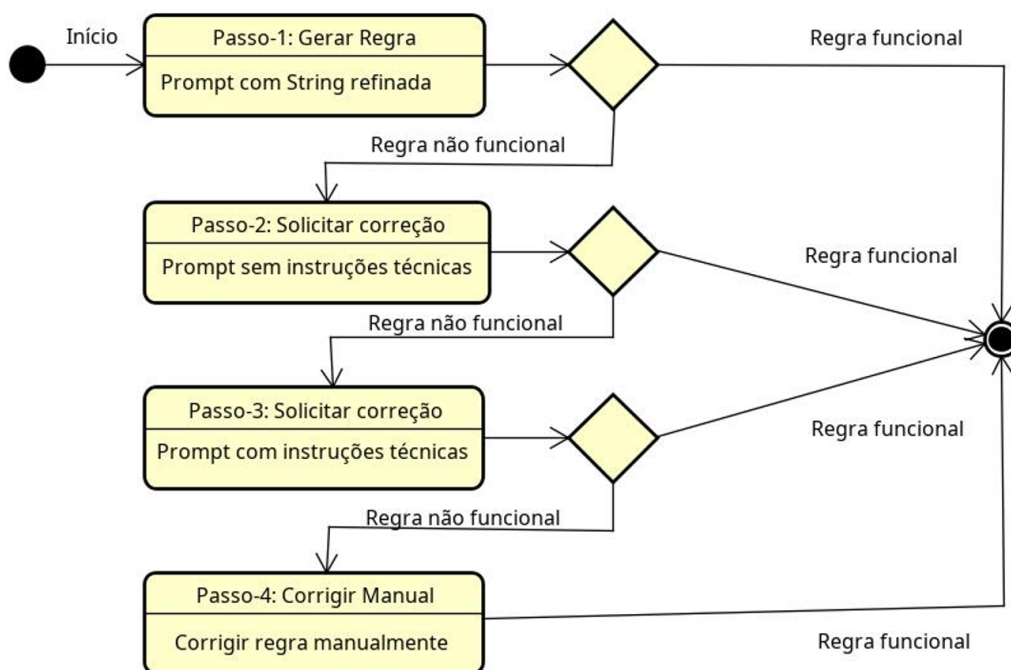 Início
Passo-1: Gerar Regra
Prompt com String refinada
Regra funcional
Regra não funcional
Passo-2: Solicitar correção
Prompt sem instruções técnicas
Regra funcional
Regra não funcional
Passo-3: Solicitar correção
Prompt com instruções técnicas
Regra funcional
Regra não funcional
Passo-4: Corrigir Manual
Corrigir regra manualmente
Regra funcional